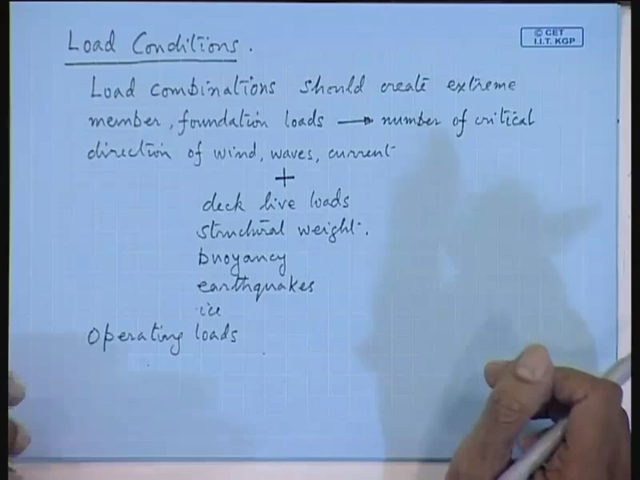 Load Conditions.
© CET
I.I.T. KGP
Load combinations should create extreme
member, foundation loads → number of critical
direction of wind, waves, current
+
deck live loads
structural weight.
buoyancy
earthquakes
ice
Operating loads